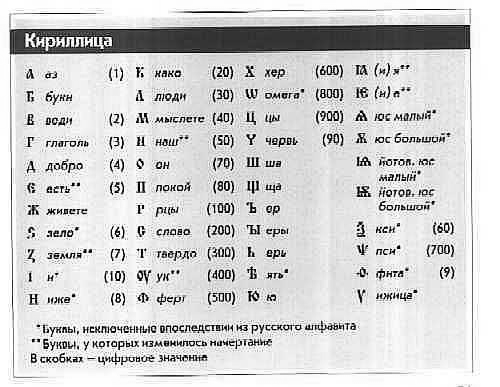 Кириллица
А аз (1) К како (20) Х хер (600) Ꙗ (и)я**
Б буки Л люди (30) Ѡ омега* (800) Ѥ (и)е**
В веди (2) М мыслете (40) Ц цы (900) Ѧ юс малый*
Г глаголь (3) Н наш** (50) Ч червь (90) Ѫ юс большой*
Д добро (4) О он (70) Ш ша Ѩ йотов. юс
Є есть** (5) П покой (80) Щ ща малый*
Ж живете Р рцы (100) Ъ ер Ѭ йотов. юс
Ѕ зело* (6) С слово (200) Ы еры большой*
Z земля** (7) Т твердо (300) Ь ерь Ѯ кси* (60)
І и* (10) ОУ ук** (400) Ѣ ять* Ѱ пси* (700)
Н иже* (8) Ф ферт (500) Ю ю Ѳ фита* (9)
Ѵ ижица*
*Буквы, исключенные впоследствии из русского алфавита
**Буквы, у которых изменилось начертание
В скобках – цифровое значение